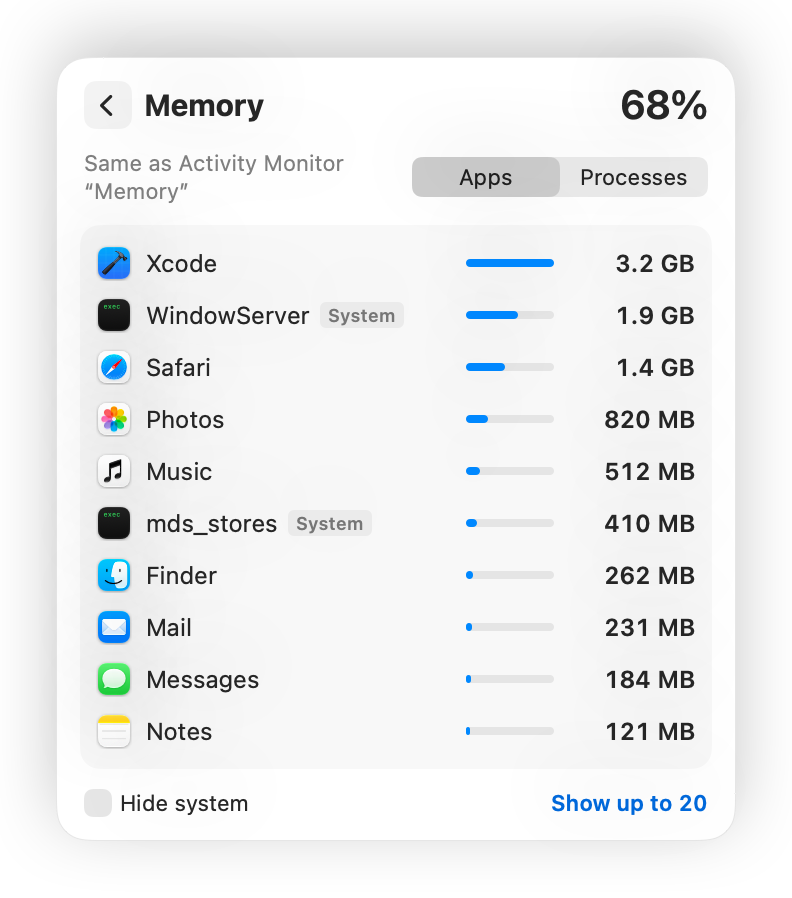 Memory
68%
Same as Activity Monitor
“Memory”
Apps
Processes
Xcode
3.2 GB
exec
WindowServer
System
1.9 GB
Safari
1.4 GB
Photos
820 MB
Music
512 MB
exec
mds_stores
System
410 MB
Finder
262 MB
Mail
231 MB
Messages
184 MB
Notes
121 MB
Hide system
Show up to 20